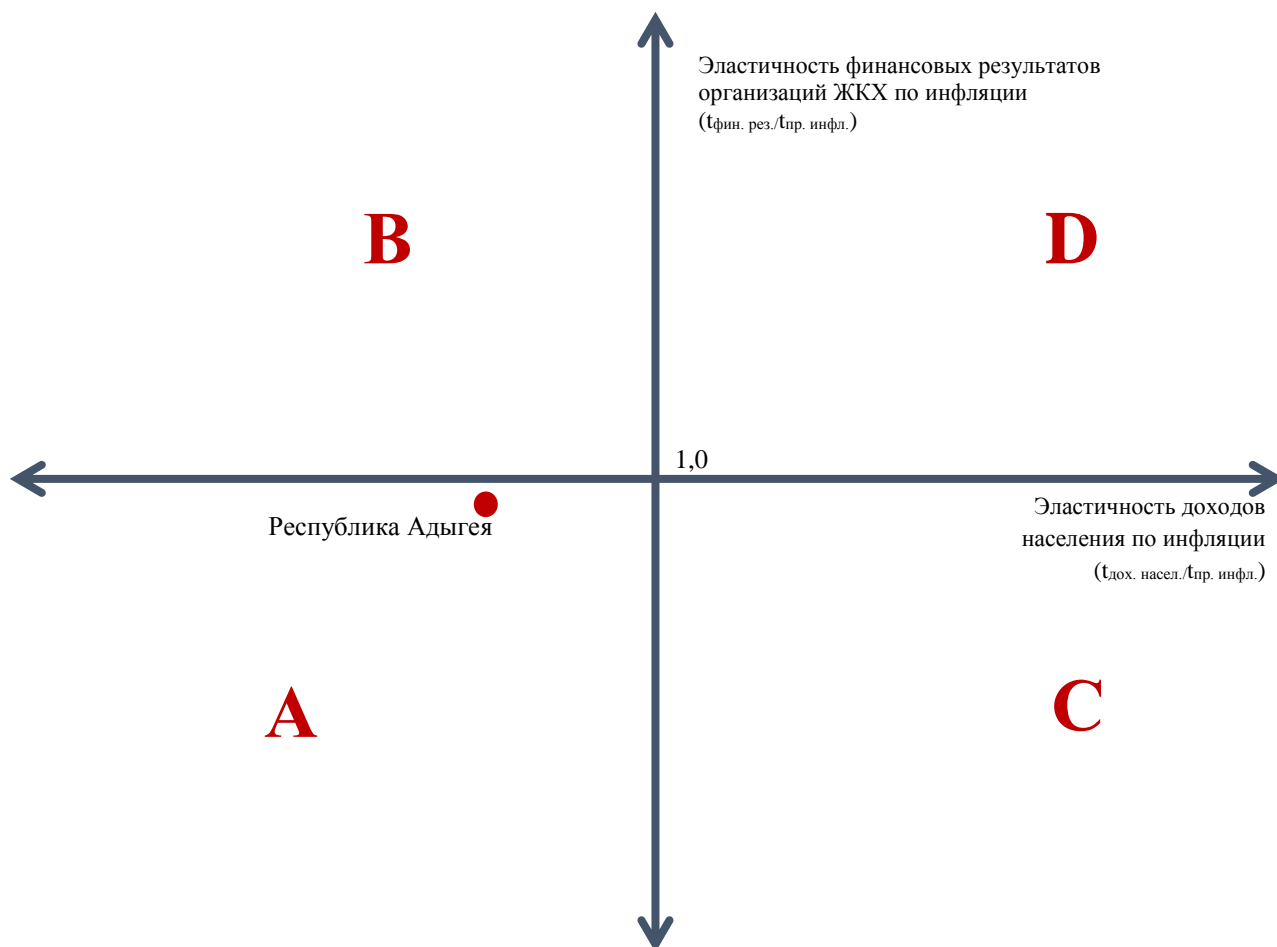 Эластичность финансовых результатов
организаций ЖКХ по инфляции
(tфин. рез./tпр. инфл.)
B
D
1,0
Республика Адыгея
Эластичность доходов
населения по инфляции
(tдох. насел./tпр. инфл.)
A
C